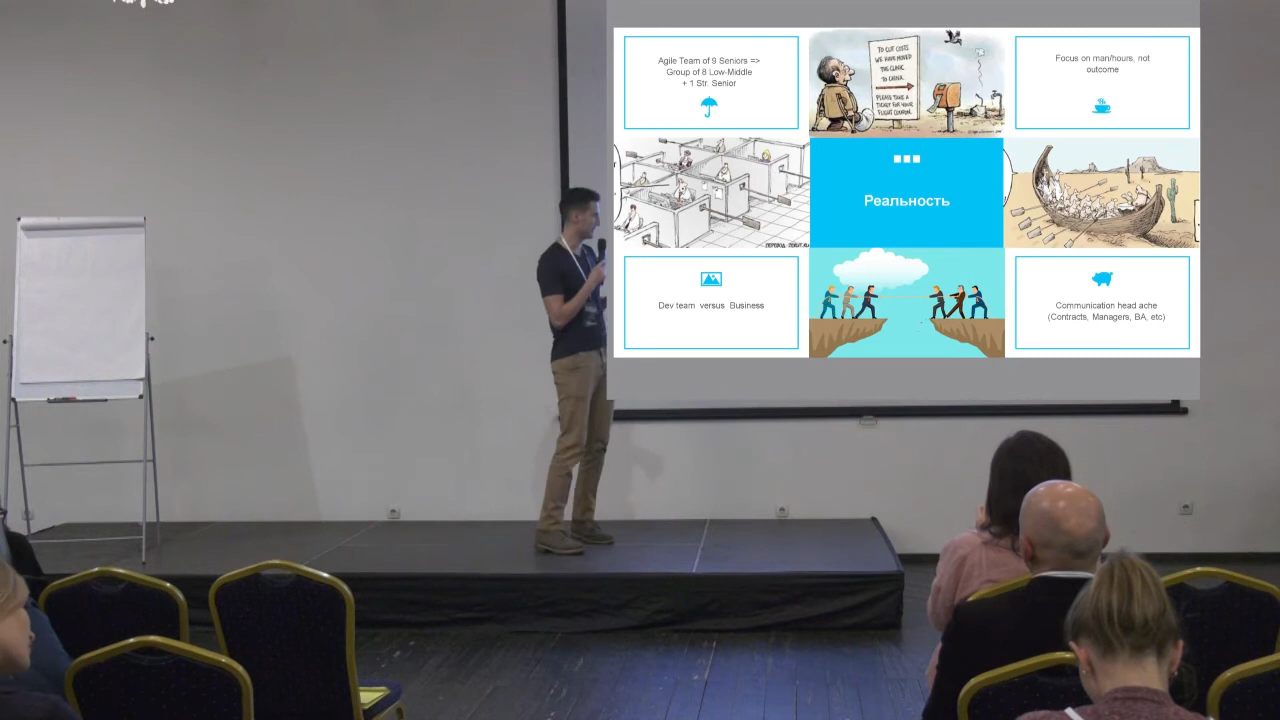 Agile Team of 9 Seniors =>
Group of 8 Low-Middle
+ 1 Str. Senior
TO CUT COSTS
WE HAVE MOVED
THE CLINIC
TO CHINA.
PLEASE TAKE A
TICKET FOR YOUR
FLIGHT COUPON.
Focus on man/hours, not
outcome
Реальность
Dev team versus Business
Communication head ache
(Contracts, Managers, BA, etc)